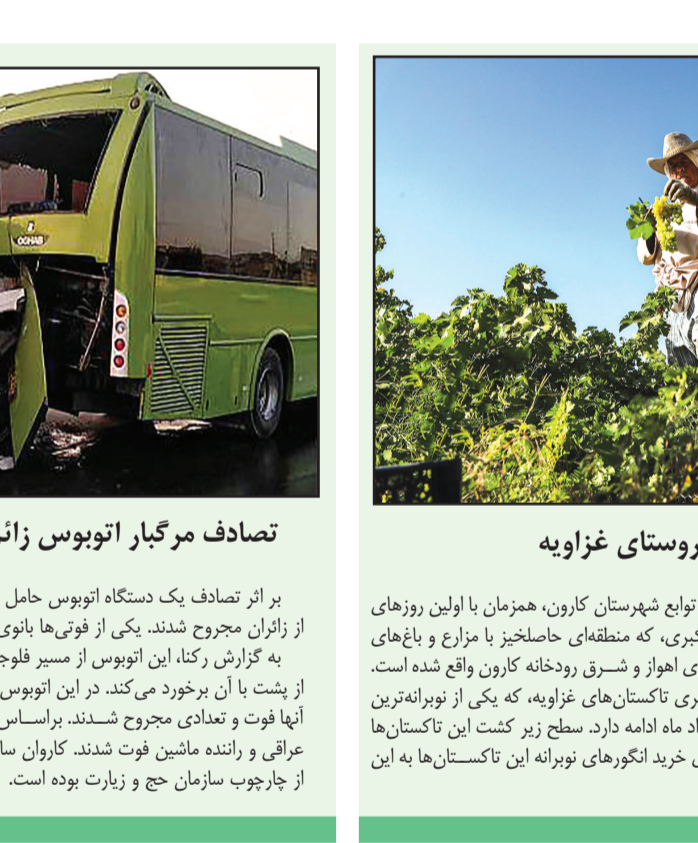 روستای غزاویه
توابع شهرستان کارون، همزمان با اولین روزهای
کبری، که منطقه‌ای حاصلخیز با مزارع و باغ‌های
ی اهواز و شــرق رودخانه کارون واقع شده است.
ری تاکستان‌های غزاویه، که یکی از نوبرانه‌ترین
اد ماه ادامه دارد. سطح زیر کشت این تاکستان‌ها
خرید انگورهای نوبرانه این تاکســتان‌ها به این
OGHAB
تصادف مرگبار اتوبوس زائر
بر اثر تصادف یک دستگاه اتوبوس حامل
از زائران مجروح شدند. یکی از فوتی‌ها بانوی
به گزارش رکنا، این اتوبوس از مسیر فلوج
از پشت با آن برخورد می‌کند. در این اتوبوس
آنها فوت و تعدادی مجروح شــدند. براســاس
عراقی و راننده ماشین فوت شدند. کاروان سا
از چارچوب سازمان حج و زیارت بوده است.